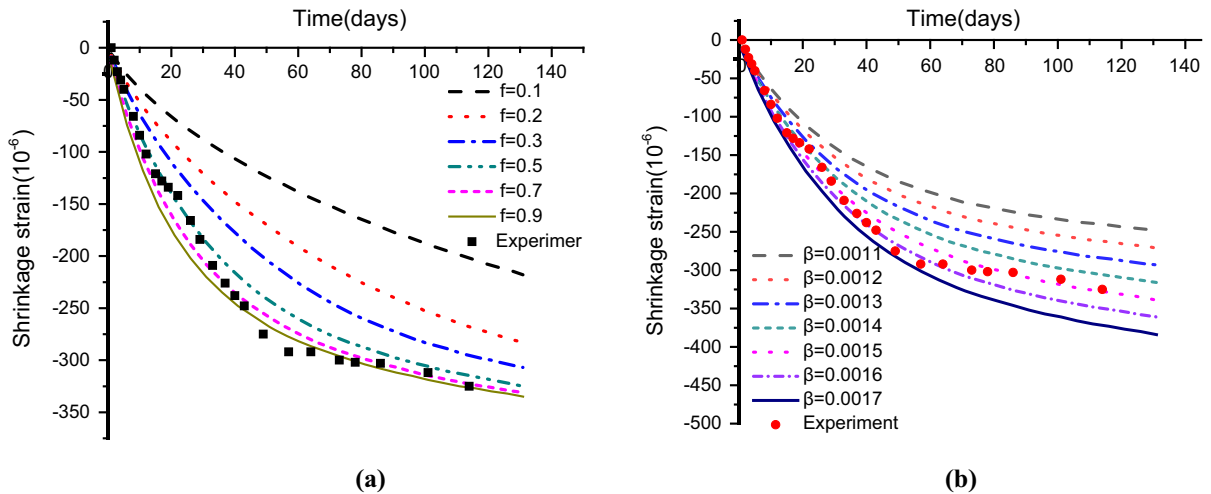 Time(days)
0 20 40 60 80 100 120 140
0
-50
-100
-150
-200
-250
-300
-350
Shrinkage strain(10⁻⁶)
f=0.1
f=0.2
f=0.3
f=0.5
f=0.7
f=0.9
Experimer
(a)
Time(days)
0 20 40 60 80 100 120 140
0
-50
-100
-150
-200
-250
-300
-350
-400
-450
-500
Shrinkage strain(10⁻⁶)
β=0.0011
β=0.0012
β=0.0013
β=0.0014
β=0.0015
β=0.0016
β=0.0017
Experiment
(b)